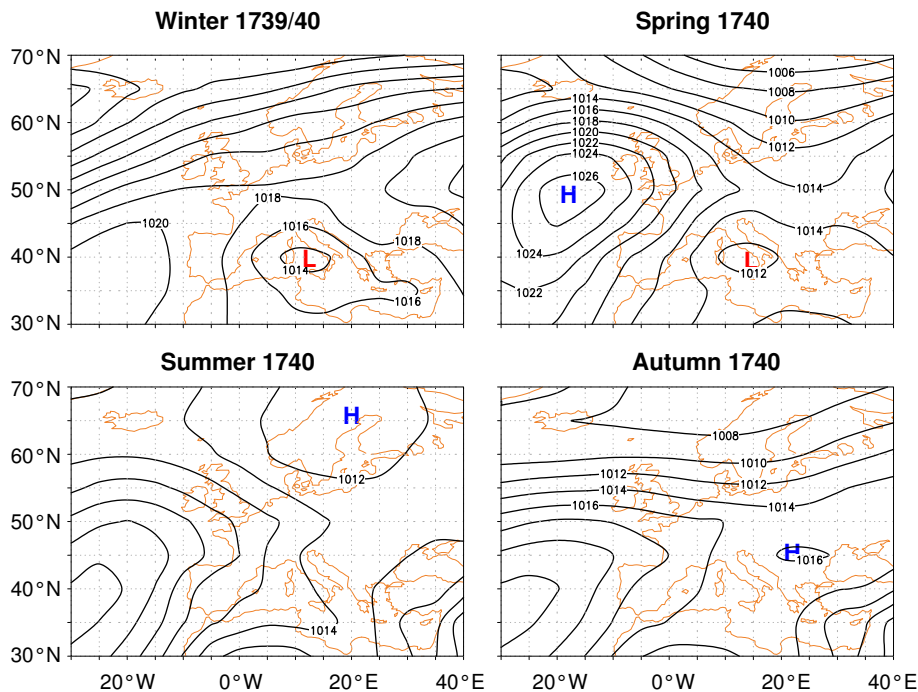 Winter 1739/40
Spring 1740
70°N
60°N
50°N
40°N
30°N
1020
1018
1016
1014
L
1018
1016
1006
1008
1010
1012
1014
1016
1018
1020
1022
1024
1026
H
1024
1022
1014
1014
L
1012
Summer 1740
Autumn 1740
70°N
60°N
50°N
40°N
30°N
H
1012
1014
1008
1010
1012
1014
1016
1012
1014
H
1016
20°W
0°W
20°E
40°E
20°W
0°W
20°E
40°E